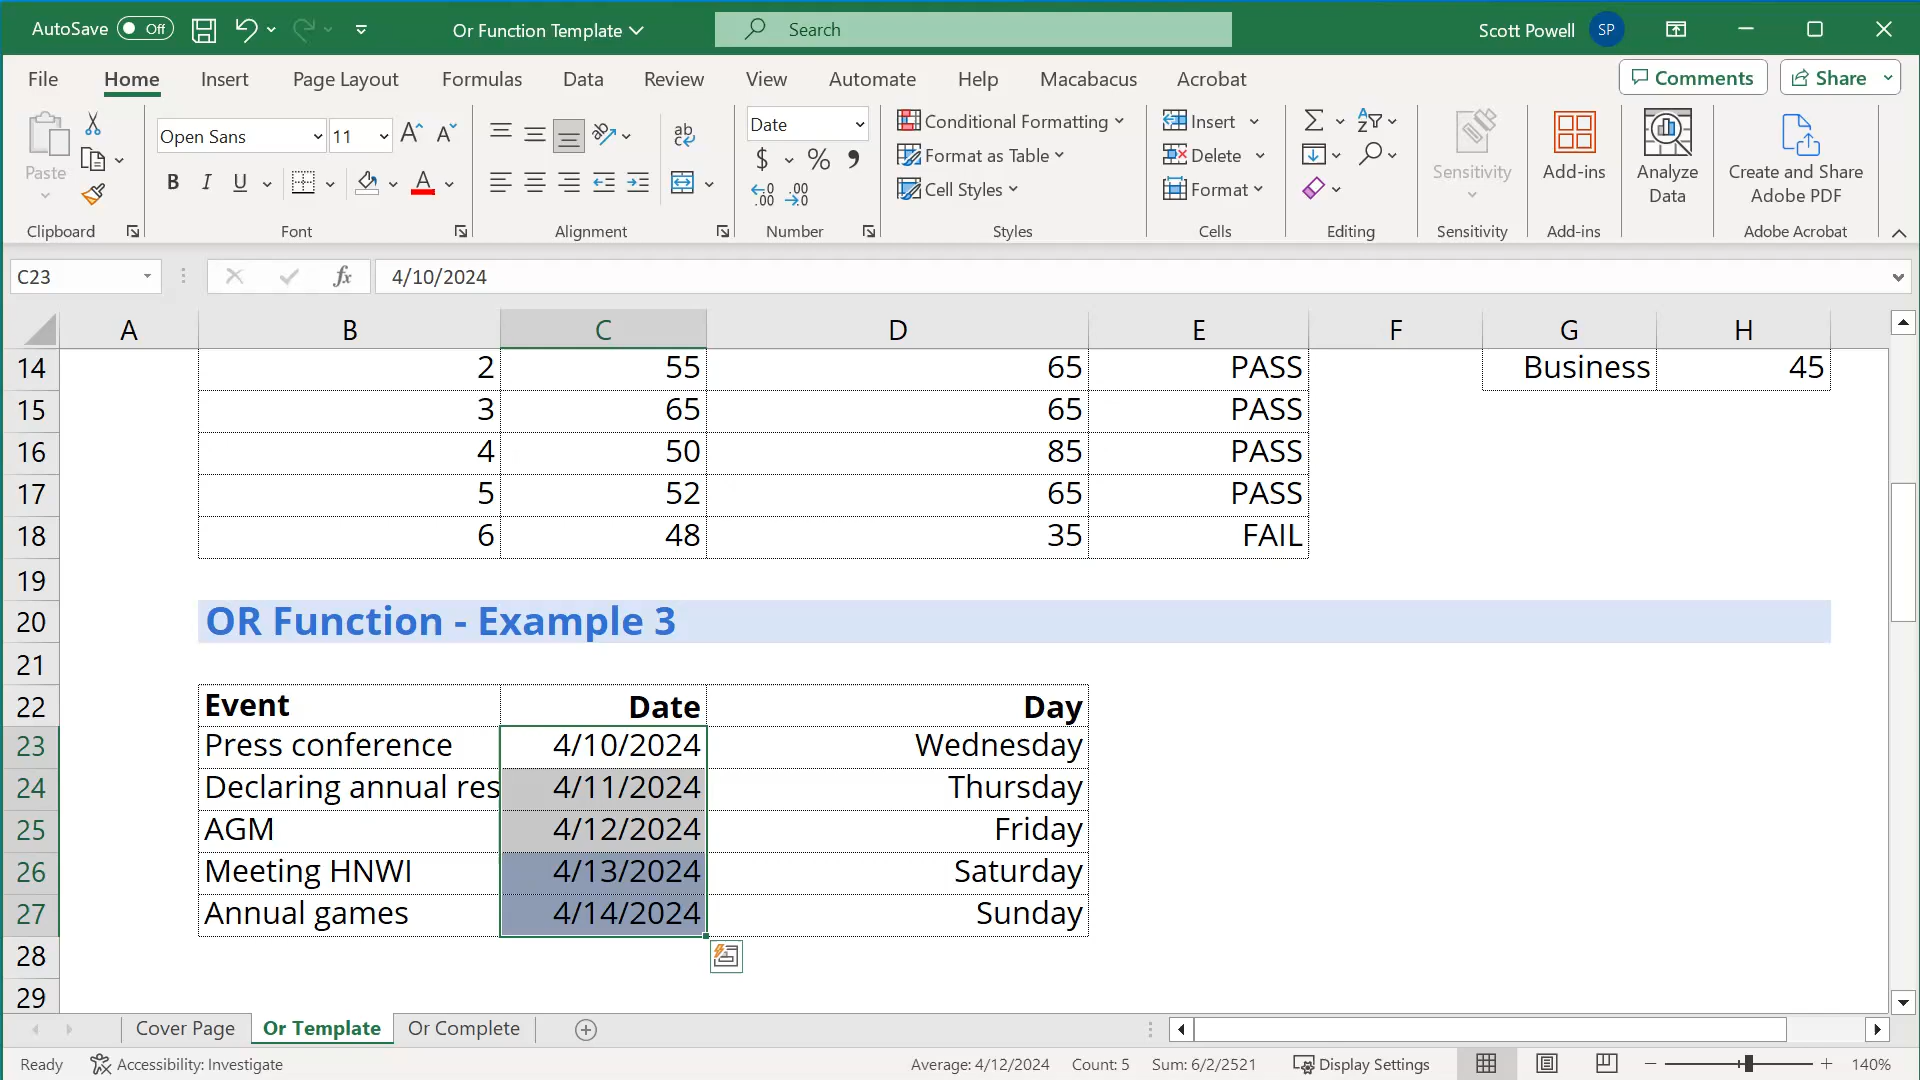 AutoSave Off Or Function Template Search Scott Powell SP
File Home Insert Page Layout Formulas Data Review View Automate Help Macabacus Acrobat Comments Share
Paste
Clipboard
Open Sans 11
B I U
Font
ab
Alignment
Date
$ % 9
.00 .00
Number
Conditional Formatting
Format as Table
Cell Styles
Styles
Insert
Delete
Format
Cells
Editing
Sensitivity
Sensitivity
Add-ins
Add-ins
Analyze
Data
Create and Share
Adobe PDF
Adobe Acrobat
C23 fx 4/10/2024
A B C D E F G H
14 2 55 65 PASS Business 45
15 3 65 65 PASS
16 4 50 85 PASS
17 5 52 65 PASS
18 6 48 35 FAIL
19
20 OR Function - Example 3
21
22 Event Date Day
23 Press conference 4/10/2024 Wednesday
24 Declaring annual res 4/11/2024 Thursday
25 AGM 4/12/2024 Friday
26 Meeting HNWI 4/13/2024 Saturday
27 Annual games 4/14/2024 Sunday
28
29
Cover Page Or Template Or Complete
Ready Accessibility: Investigate Average: 4/12/2024 Count: 5 Sum: 6/2/2521 Display Settings 140%